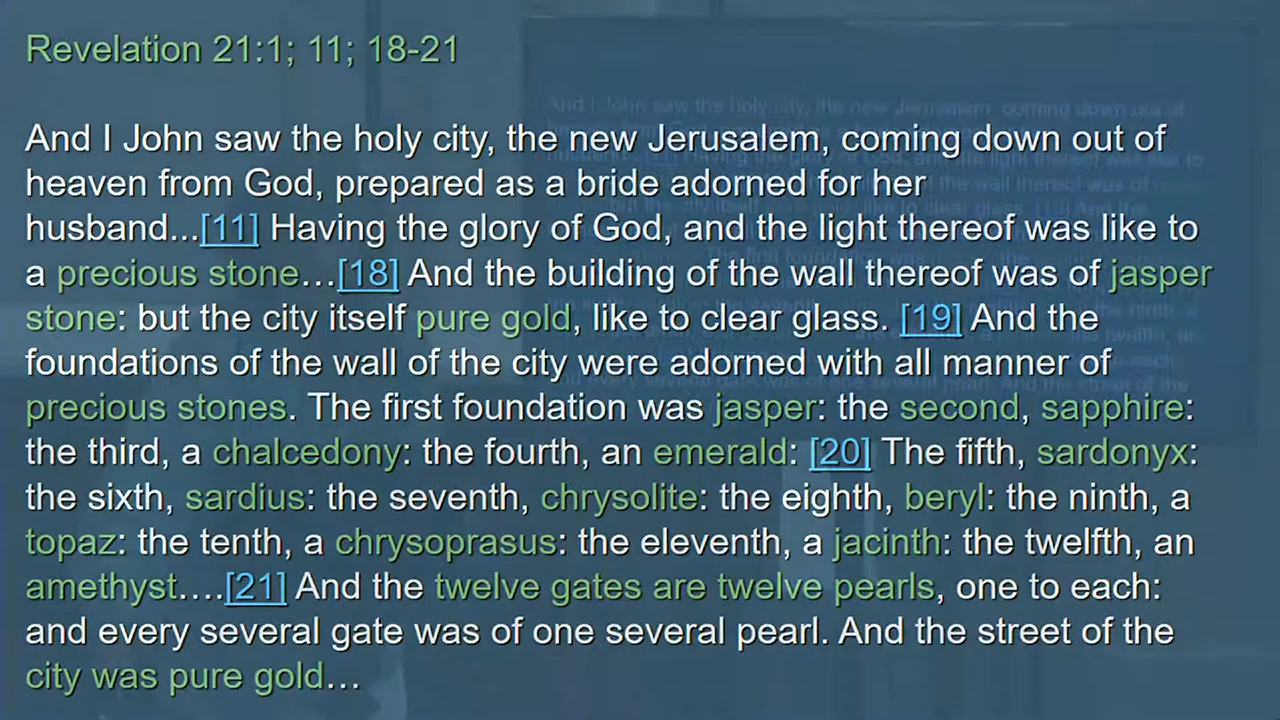 Revelation 21:1; 11; 18-21
And I John saw the holy city, the new Jerusalem, coming down out of
heaven from God, prepared as a bride adorned for her
husband...[11] Having the glory of God, and the light thereof was like to
a precious stone…[18] And the building of the wall thereof was of jasper
stone: but the city itself pure gold, like to clear glass. [19] And the
foundations of the wall of the city were adorned with all manner of
precious stones. The first foundation was jasper: the second, sapphire:
the third, a chalcedony: the fourth, an emerald: [20] The fifth, sardonyx:
the sixth, sardius: the seventh, chrysolite: the eighth, beryl: the ninth, a
topaz: the tenth, a chrysoprasus: the eleventh, a jacinth: the twelfth, an
amethyst….[21] And the twelve gates are twelve pearls, one to each:
and every several gate was of one several pearl. And the street of the
city was pure gold…